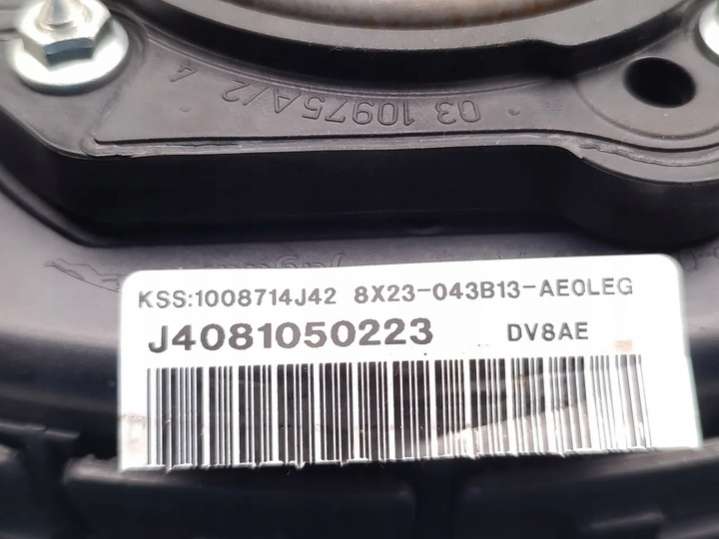 03 10975A/2 4
KSS:1008714J42 8X23-043B13-AE0LEG
J4081050223 DV8AE